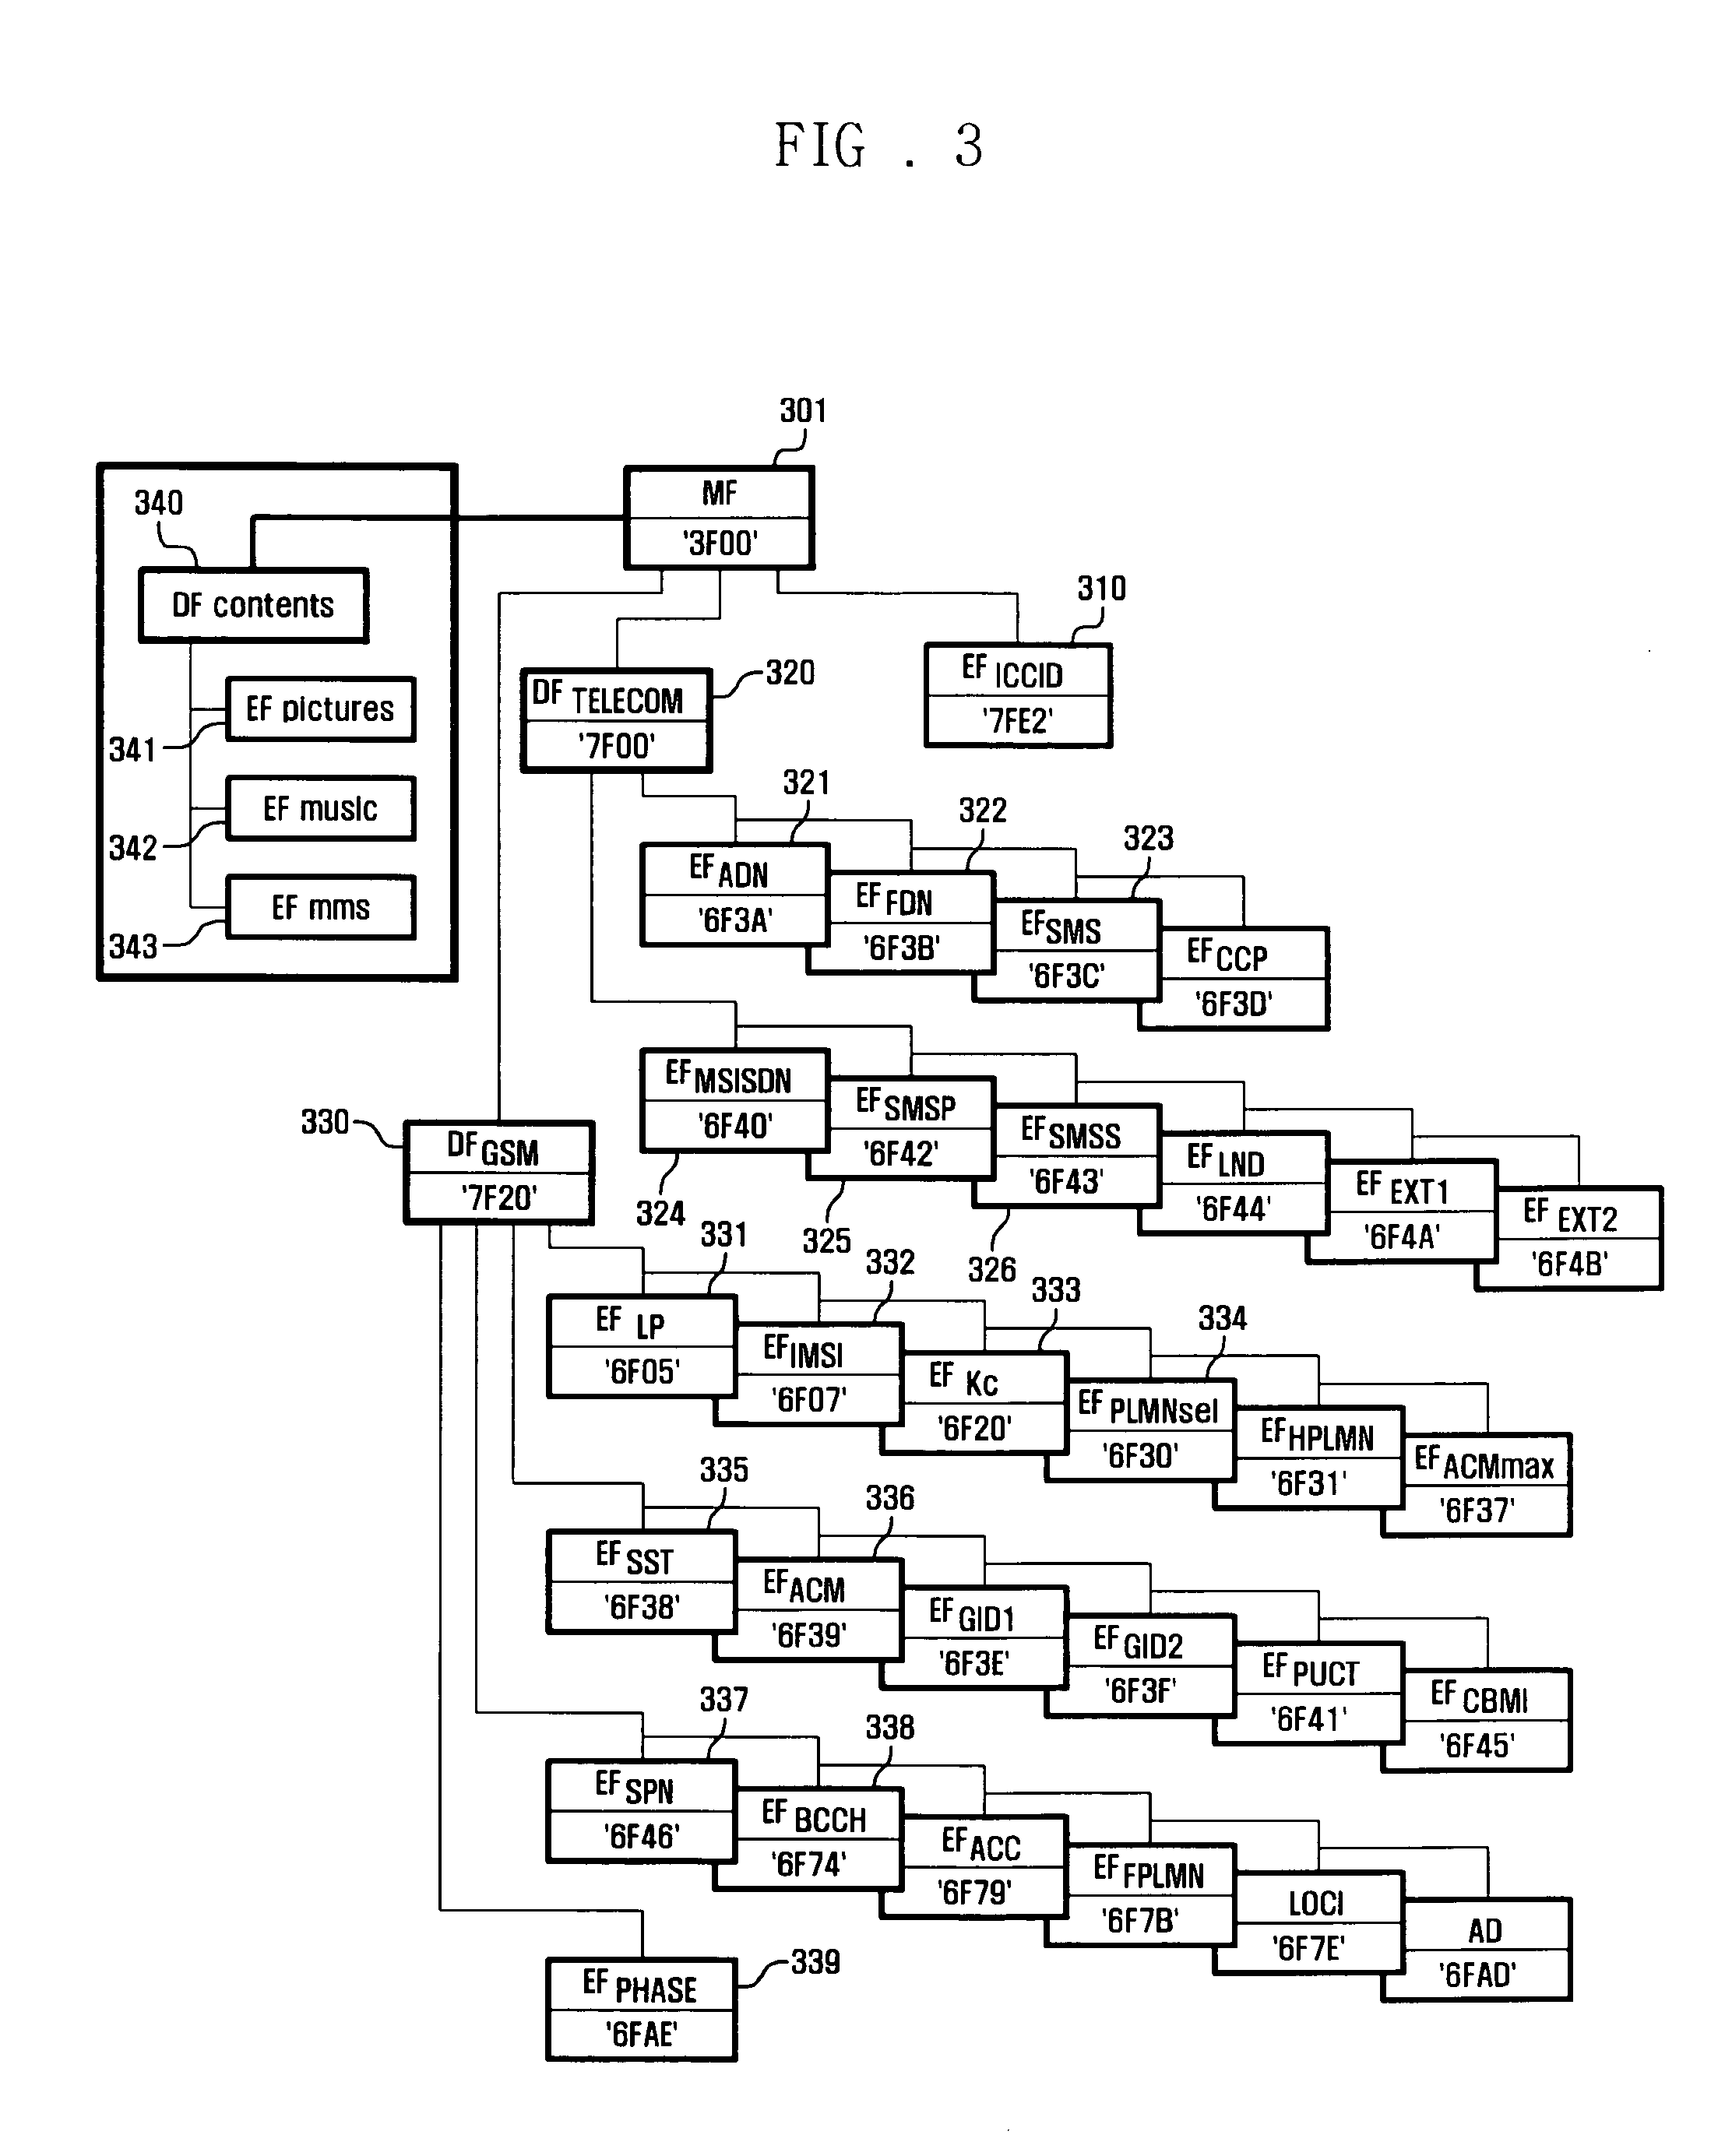 FIG . 3
301
MF
'3F00'
340
DF contents
EF pictures
341
EF music
342
EF mms
343
310
EF ICCID
'7FE2'
320
DF TELECOM
'7F00'
321
EF ADN
'6F3A'
322
EF FDN
'6F3B'
323
EF SMS
'6F3C'
EF CCP
'6F3D'
EF MSISDN
'6F40'
324
EF SMSP
'6F42'
325
EF SMSS
'6F43'
326
EF LND
'6F44'
EF EXT1
'6F4A'
EF EXT2
'6F4B'
330
DF GSM
'7F20'
331
EF LP
'6F05'
332
EF IMSI
'6F07'
333
EF Kc
'6F20'
334
EF PLMNsel
'6F30'
EF HPLMN
'6F31'
EF ACMmax
'6F37'
335
EF SST
'6F38'
336
EF ACM
'6F39'
EF GID1
'6F3E'
EF GID2
'6F3F'
EF PUCT
'6F41'
EF CBMI
'6F45'
337
EF SPN
'6F46'
338
EF BCCH
'6F74'
EF ACC
'6F79'
EF FPLMN
'6F7B'
LOCI
'6F7E'
AD
'6FAD'
339
EF PHASE
'6FAE'